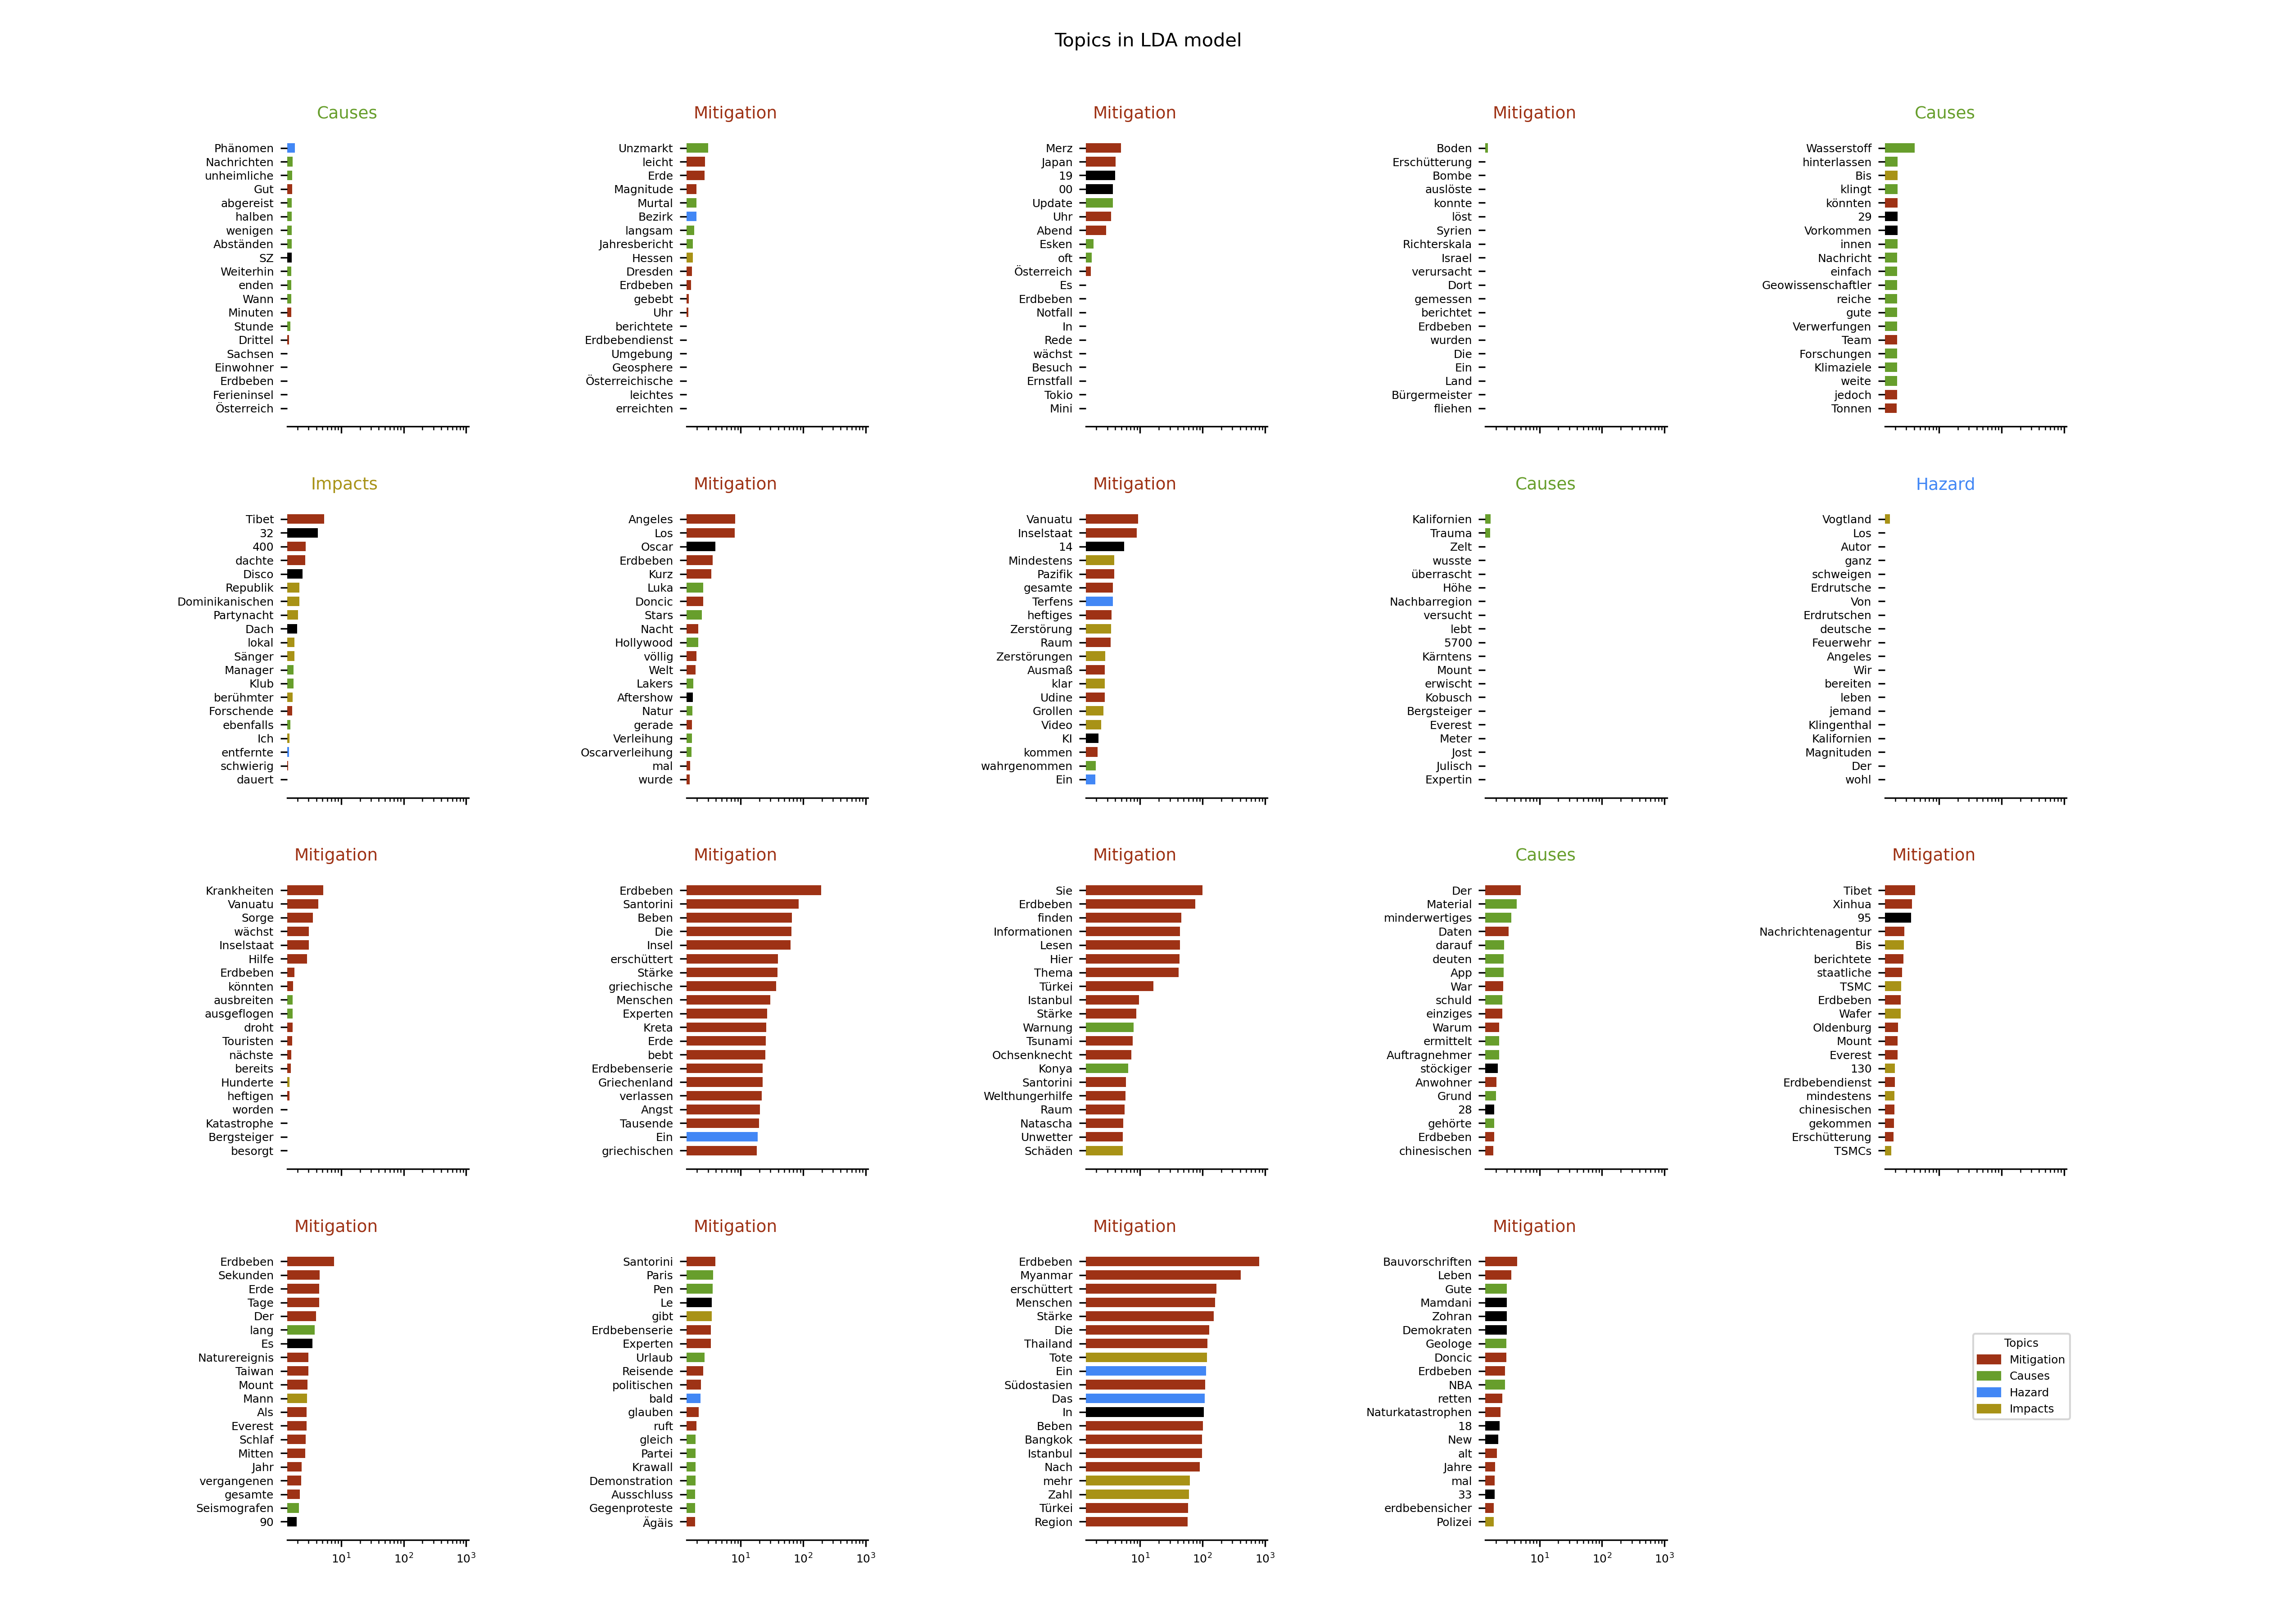 Topics in LDA model
Causes
Phänomen
Nachrichten
unheimliche
Gut
abgereist
halben
wenigen
Abständen
SZ
Weiterhin
enden
Wann
Minuten
Stunde
Drittel
Sachsen
Einwohner
Erdbeben
Ferieninsel
Österreich
Mitigation
Unzmarkt
leicht
Erde
Magnitude
Murtal
Bezirk
langsam
Jahresbericht
Hessen
Dresden
Erdbeben
gebebt
Uhr
berichtete
Erdbebendienst
Umgebung
Geosphere
Österreichische
leichtes
erreichten
Mitigation
Merz
Japan
19
00
Update
Uhr
Abend
Esken
oft
Österreich
Es
Erdbeben
Notfall
In
Rede
wächst
Besuch
Ernstfall
Tokio
Mini
Mitigation
Boden
Erschütterung
Bombe
auslöste
konnte
löst
Syrien
Richterskala
Israel
verursacht
Dort
gemessen
berichtet
Erdbeben
wurden
Die
Ein
Land
Bürgermeister
fliehen
Causes
Wasserstoff
hinterlassen
Bis
klingt
könnten
29
Vorkommen
innen
Nachricht
einfach
Geowissenschaftler
reiche
gute
Verwerfungen
Team
Forschungen
Klimaziele
weite
jedoch
Tonnen
Impacts
Tibet
32
400
dachte
Disco
Republik
Dominikanischen
Partynacht
Dach
lokal
Sänger
Manager
Klub
berühmter
Forschende
ebenfalls
Ich
entfernte
schwierig
dauert
Mitigation
Angeles
Los
Oscar
Erdbeben
Kurz
Luka
Doncic
Stars
Nacht
Hollywood
völlig
Welt
Lakers
Aftershow
Natur
gerade
Verleihung
Oscarverleihung
mal
wurde
Mitigation
Vanuatu
Inselstaat
14
Mindestens
Pazifik
gesamte
Terfens
heftiges
Zerstörung
Raum
Zerstörungen
Ausmaß
klar
Udine
Grollen
Video
KI
kommen
wahrgenommen
Ein
Causes
Kalifornien
Trauma
Zelt
wusste
überrascht
Höhe
Nachbarregion
versucht
lebt
5700
Kärntens
Mount
erwischt
Kobusch
Bergsteiger
Everest
Meter
Jost
Julisch
Expertin
Hazard
Vogtland
Los
Autor
ganz
schweigen
Erdrutsche
Von
Erdrutschen
deutsche
Feuerwehr
Angeles
Wir
bereiten
leben
jemand
Klingenthal
Kalifornien
Magnituden
Der
wohl
Mitigation
Krankheiten
Vanuatu
Sorge
wächst
Inselstaat
Hilfe
Erdbeben
könnten
ausbreiten
ausgeflogen
droht
Touristen
nächste
bereits
Hunderte
heftigen
worden
Katastrophe
Bergsteiger
besorgt
Mitigation
Erdbeben
Santorini
Beben
Die
Insel
erschüttert
Stärke
griechische
Menschen
Experten
Kreta
Erde
bebt
Erdbebenserie
Griechenland
verlassen
Angst
Tausende
Ein
griechischen
Mitigation
Sie
Erdbeben
finden
Informationen
Lesen
Hier
Thema
Türkei
Istanbul
Stärke
Warnung
Tsunami
Ochsenknecht
Konya
Santorini
Welthungerhilfe
Raum
Natascha
Unwetter
Schäden
Causes
Der
Material
minderwertiges
Daten
darauf
deuten
App
War
schuld
einziges
Warum
ermittelt
Auftragnehmer
stöckiger
Anwohner
Grund
28
gehörte
Erdbeben
chinesischen
Mitigation
Tibet
Xinhua
95
Nachrichtenagentur
Bis
berichtete
staatliche
TSMC
Erdbeben
Wafer
Oldenburg
Mount
Everest
130
Erdbebendienst
mindestens
chinesischen
gekommen
Erschütterung
TSMCs
Mitigation
Erdbeben
Sekunden
Erde
Tage
Der
lang
Es
Naturereignis
Taiwan
Mount
Mann
Als
Everest
Schlaf
Mitten
Jahr
vergangenen
gesamte
Seismografen
90
10¹ 10² 10³
Mitigation
Santorini
Paris
Pen
Le
gibt
Erdbebenserie
Experten
Urlaub
Reisende
politischen
bald
glauben
ruft
gleich
Partei
Krawall
Demonstration
Ausschluss
Gegenproteste
Ägäis
10¹ 10² 10³
Mitigation
Erdbeben
Myanmar
erschüttert
Menschen
Stärke
Die
Thailand
Tote
Ein
Südostasien
Das
In
Beben
Bangkok
Istanbul
Nach
mehr
Zahl
Türkei
Region
10¹ 10² 10³
Mitigation
Bauvorschriften
Leben
Gute
Mamdani
Zohran
Demokraten
Geologe
Doncic
Erdbeben
NBA
retten
Naturkatastrophen
18
New
alt
Jahre
mal
33
erdbebensicher
Polizei
10¹ 10² 10³
Topics
Mitigation
Causes
Hazard
Impacts